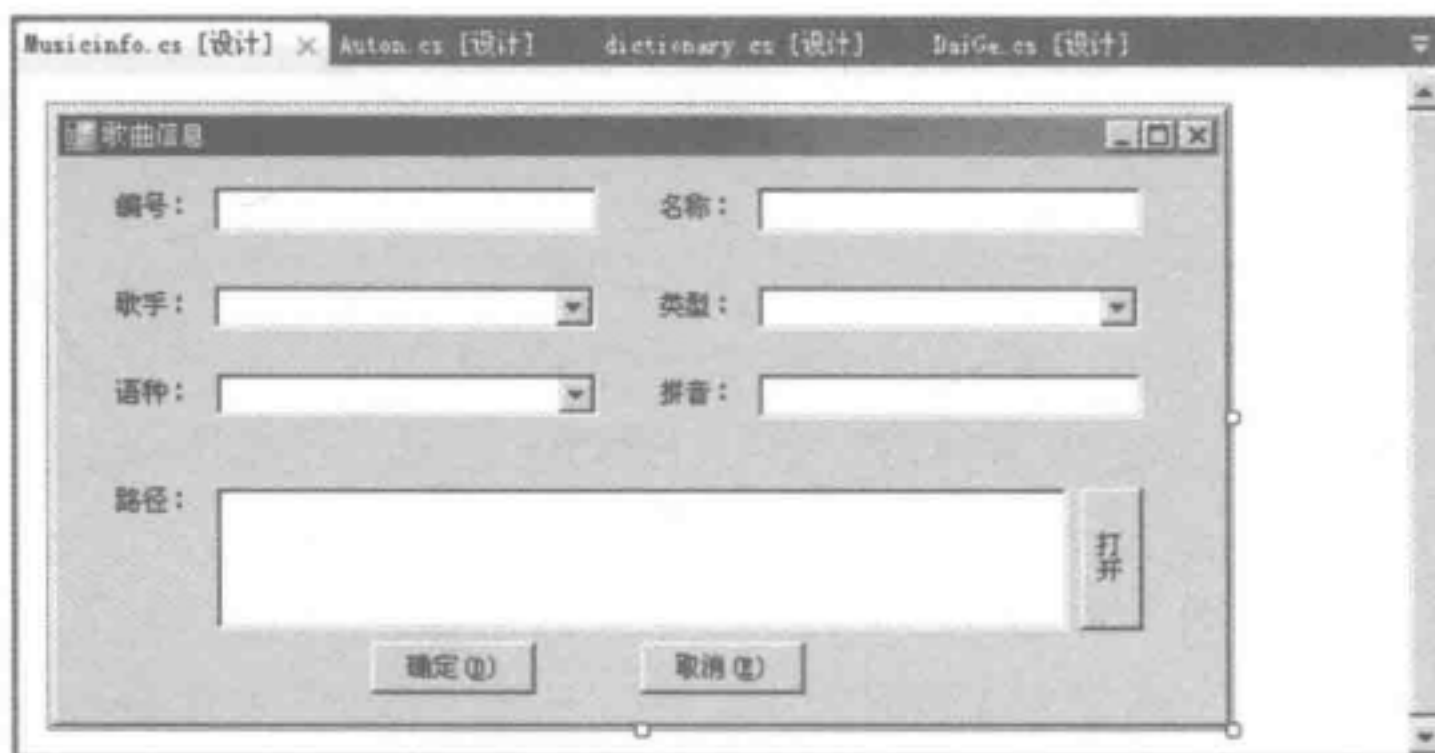 Musicinfo.cs [设计] Auton.cs [设计] dictionary.cs [设计] DaiGe.cs [设计]
歌曲信息
编号： 名称：
歌手： 类型：
语种： 拼音：
路径： 打开
确定(D) 取消(E)